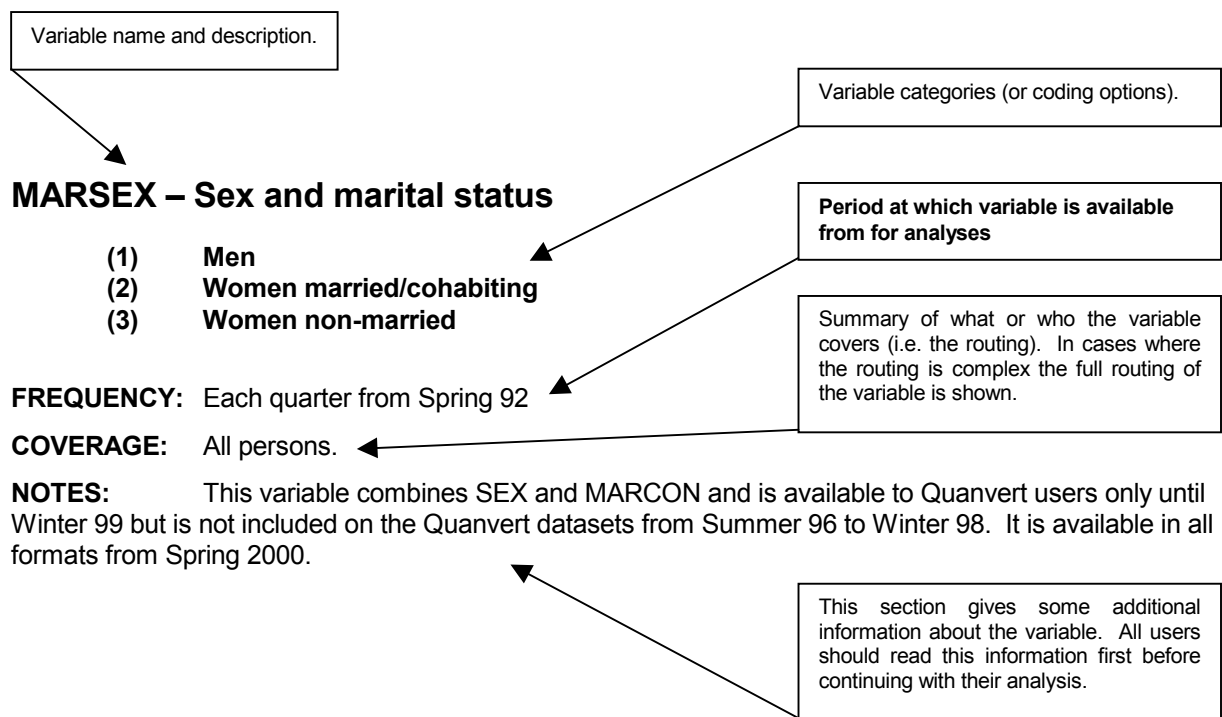 Variable name and description.
Variable categories (or coding options).
MARSEX – Sex and marital status
Period at which variable is available
from for analyses
(1) Men
(2) Women married/cohabiting
(3) Women non-married
Summary of what or who the variable
covers (i.e. the routing). In cases where
the routing is complex the full routing of
the variable is shown.
FREQUENCY: Each quarter from Spring 92
COVERAGE: All persons.
NOTES: This variable combines SEX and MARCON and is available to Quanvert users only until
Winter 99 but is not included on the Quanvert datasets from Summer 96 to Winter 98. It is available in all
formats from Spring 2000.
This section gives some additional
information about the variable. All users
should read this information first before
continuing with their analysis.